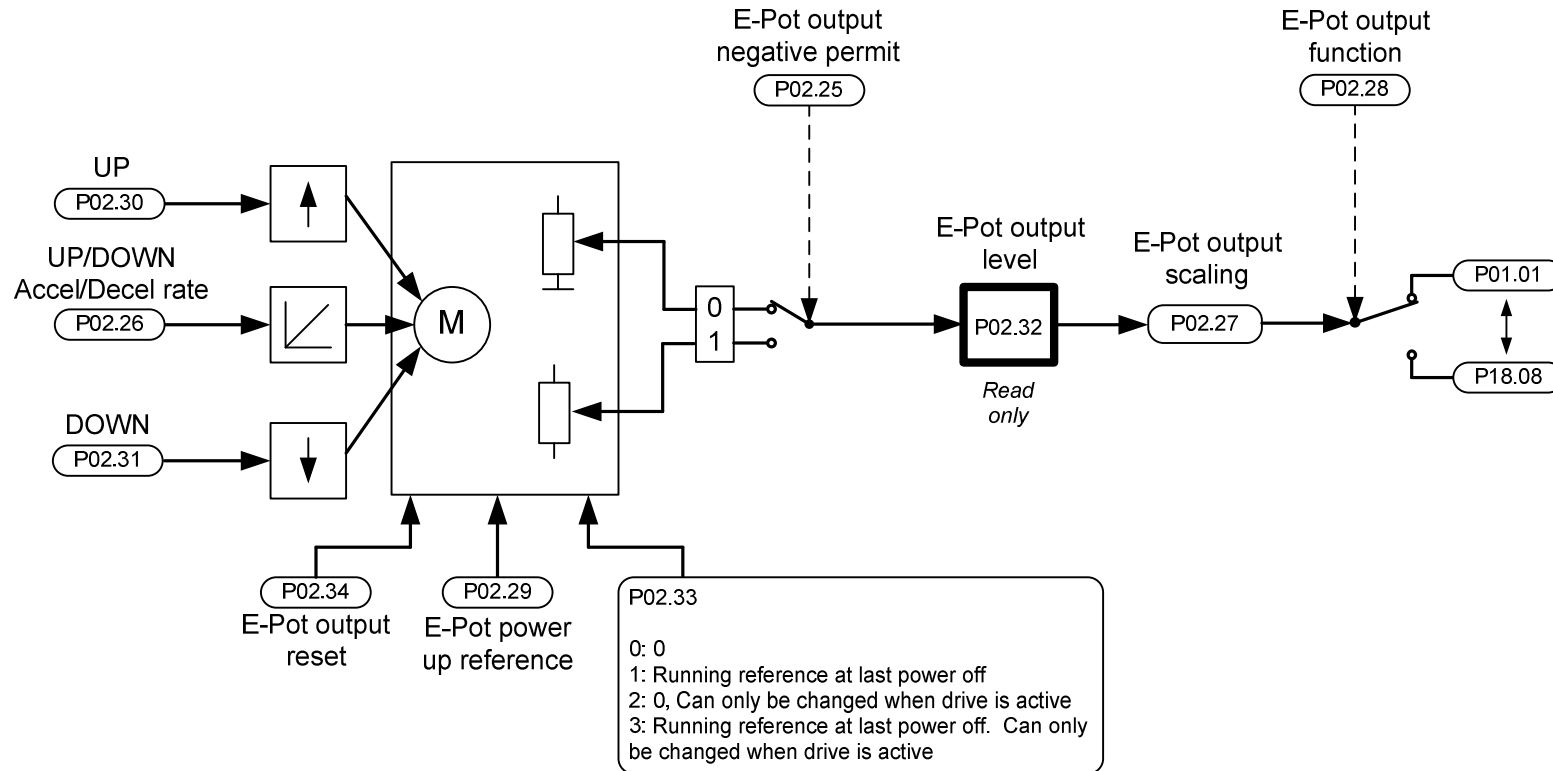 E-Pot output
negative permit
P02.25
E-Pot output
function
P02.28
UP
P02.30
UP/DOWN
Accel/Decel rate
P02.26
DOWN
P02.31
M
0
1
E-Pot output
level
P02.32
Read
only
E-Pot output
scaling
P02.27
P01.01
P18.08
P02.34
E-Pot output
reset
P02.29
E-Pot power
up reference
P02.33
0: 0
1: Running reference at last power off
2: 0, Can only be changed when drive is active
3: Running reference at last power off.  Can only
be changed when drive is active